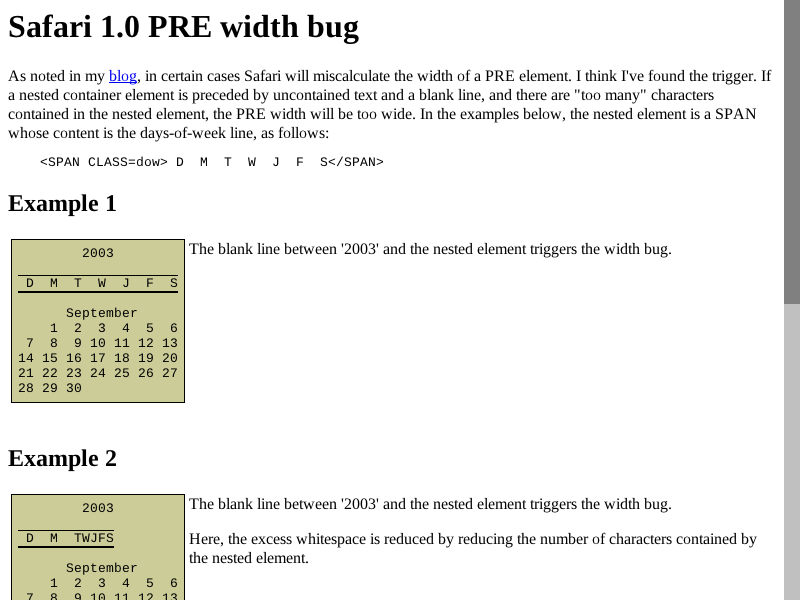 Safari 1.0 PRE width bug
As noted in my blog, in certain cases Safari will miscalculate the width of a PRE element. I think I've found the trigger. If
a nested container element is preceded by uncontained text and a blank line, and there are "too many" characters
contained in the nested element, the PRE width will be too wide. In the examples below, the nested element is a SPAN
whose content is the days-of-week line, as follows:
<SPAN CLASS=dow> D  M  T  W  J  F  S</SPAN>
Example 1
2003
D  M  T  W  J  F  S
September
1  2  3  4  5  6
7  8  9 10 11 12 13
14 15 16 17 18 19 20
21 22 23 24 25 26 27
28 29 30
The blank line between '2003' and the nested element triggers the width bug.
Example 2
2003
D  M  TWJFS
September
1  2  3  4  5  6
7  8  9 10 11 12 13
The blank line between '2003' and the nested element triggers the width bug.
Here, the excess whitespace is reduced by reducing the number of characters contained by
the nested element.